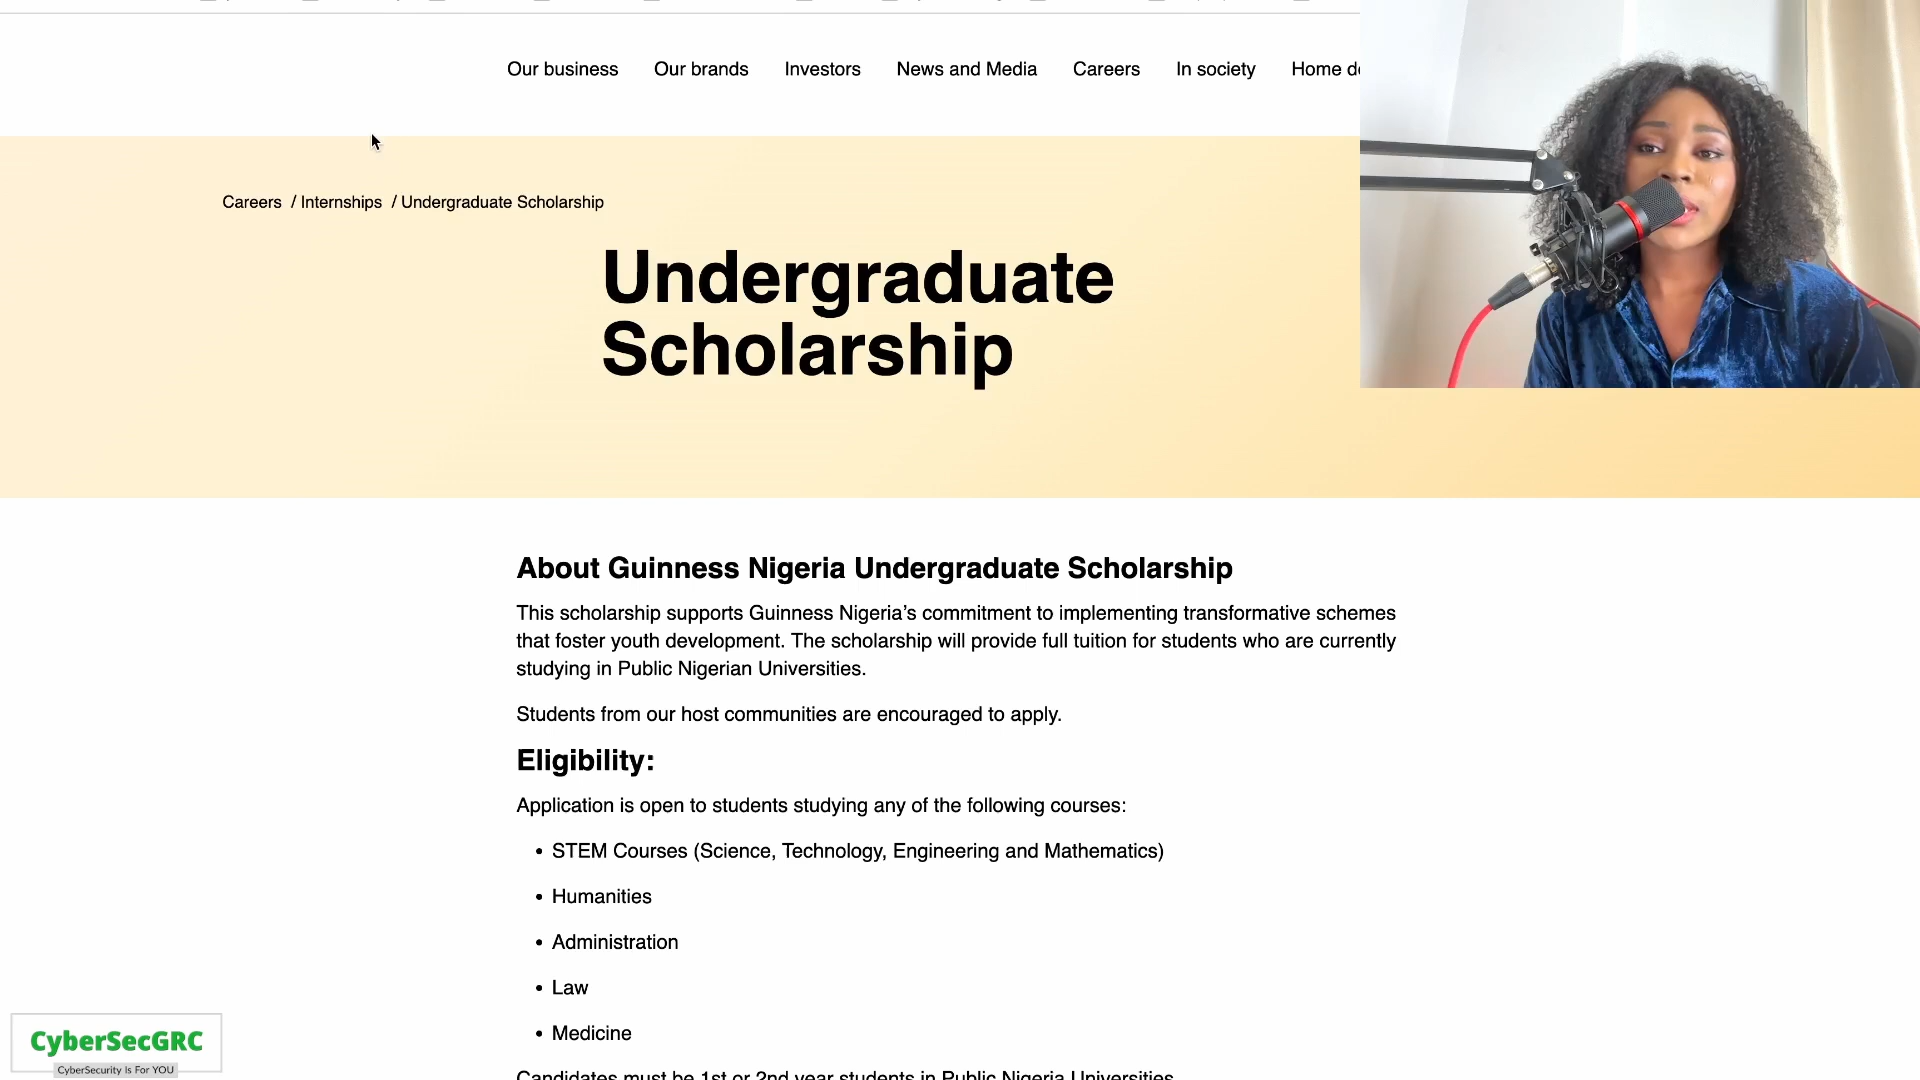 Our business Our brands Investors News and Media Careers In society Home
Careers / Internships / Undergraduate Scholarship
Undergraduate
Scholarship
About Guinness Nigeria Undergraduate Scholarship
This scholarship supports Guinness Nigeria’s commitment to implementing transformative schemes
that foster youth development. The scholarship will provide full tuition for students who are currently
studying in Public Nigerian Universities.
Students from our host communities are encouraged to apply.
Eligibility:
Application is open to students studying any of the following courses:
• STEM Courses (Science, Technology, Engineering and Mathematics)
• Humanities
• Administration
• Law
• Medicine
Candidates must be 1st or 2nd year students in Public Nigeria Universities
CyberSecGRC
CyberSecurity Is For YOU